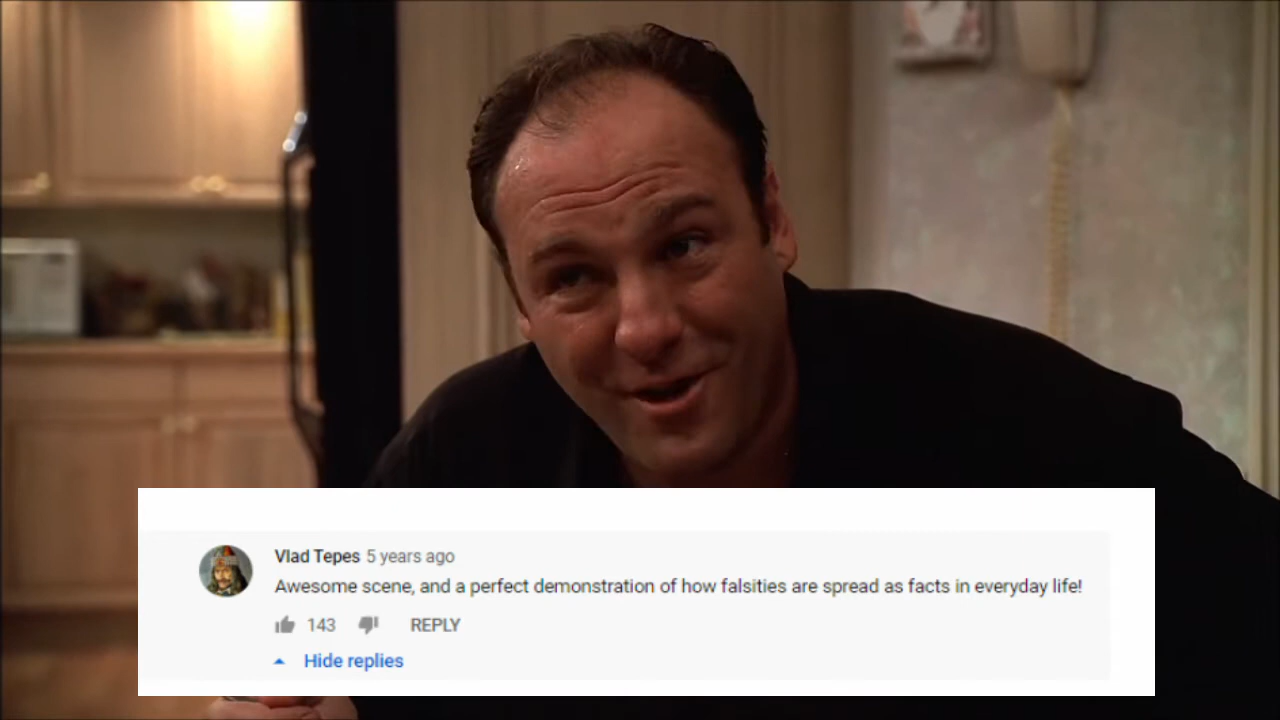 Vlad Tepes 5 years ago
Awesome scene, and a perfect demonstration of how falsities are spread as facts in everyday life!
143 REPLY
Hide replies